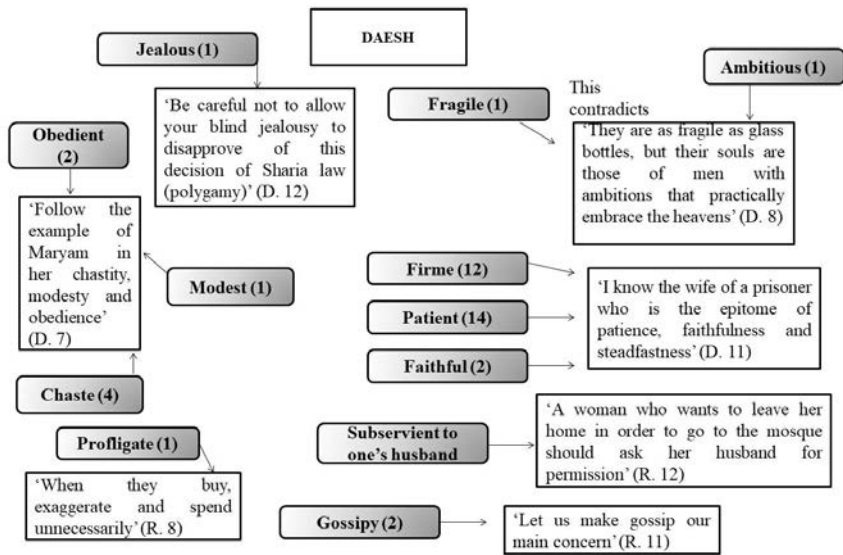 DAESH
Jealous (1)
‘Be careful not to allow
your blind jealousy to
disapprove of this
decision of Sharia law
(polygamy)’ (D. 12)
Obedient
(2)
‘Follow the
example of
Maryam in
her chastity,
modesty and
obedience’
(D. 7)
Modest (1)
Chaste (4)
Profligate (1)
‘When they buy,
exaggerate and spend
unnecessarily’ (R. 8)
Fragile (1)
This
contradicts
Ambitious (1)
‘They are as fragile as glass
bottles, but their souls are
those of men with
ambitions that practically
embrace the heavens’ (D. 8)
Firme (12)
Patient (14)
Faithful (2)
‘I know the wife of a prisoner
who is the epitome of
patience, faithfulness and
steadfastness’ (D. 11)
Subservient to
one’s husband
‘A woman who wants to leave her
home in order to go to the mosque
should ask her husband for
permission’ (R. 12)
Gossipy (2)
‘Let us make gossip our
main concern’ (R. 11)